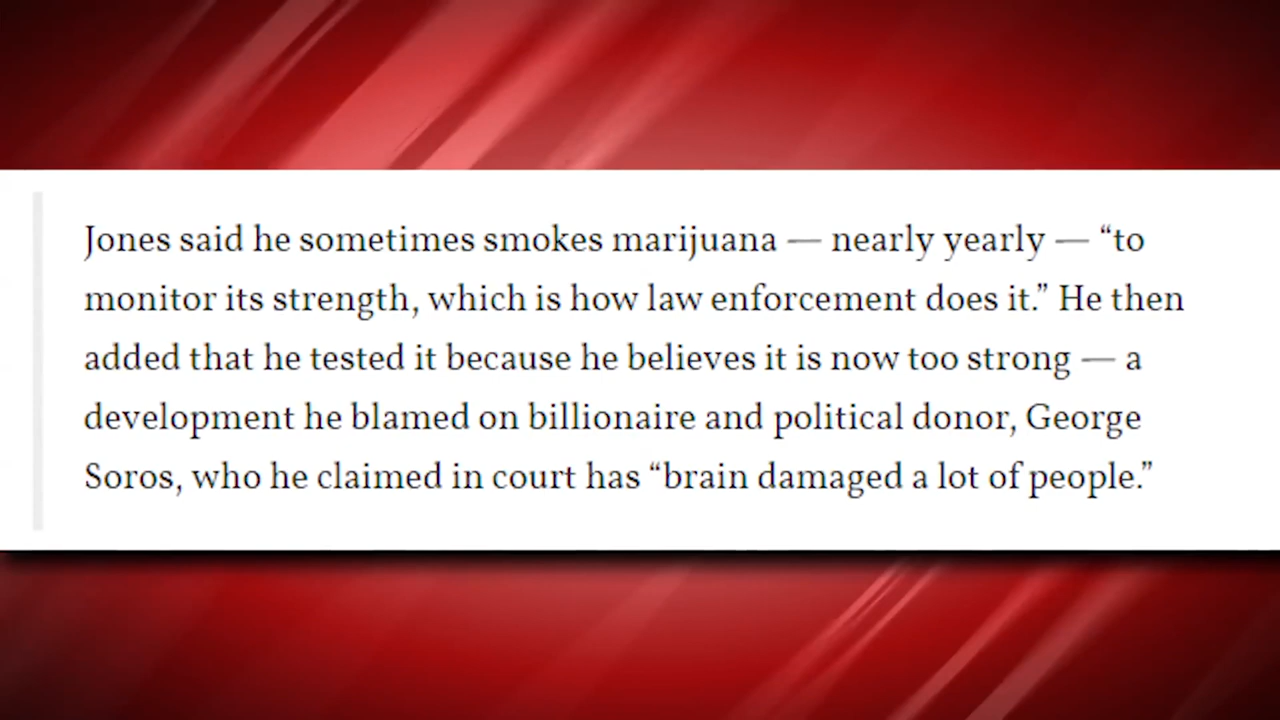 Jones said he sometimes smokes marijuana — nearly yearly — “to
monitor its strength, which is how law enforcement does it.” He then
added that he tested it because he believes it is now too strong — a
development he blamed on billionaire and political donor, George
Soros, who he claimed in court has “brain damaged a lot of people.”